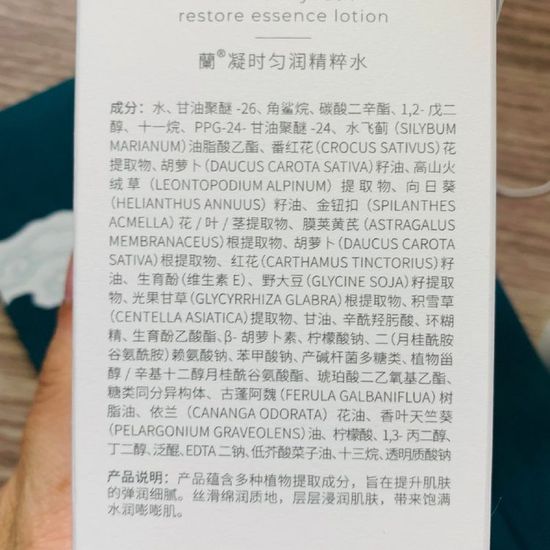 restore essence lotion
蘭®凝时匀润精粹水
成分：水、甘油聚醚-26、角鲨烷、碳酸二辛酯、1,2-戊二
醇、十一烷、PPG-24-甘油聚醚-24、水飞蓟(SILYBUM
MARIANUM)油脂酸乙酯、番红花(CROCUS SATIVUS)花
提取物、胡萝卜(DAUCUS CAROTA SATIVA)籽油、高山火
绒草(LEONTOPODIUM ALPINUM)提取物、向日葵
(HELIANTHUS ANNUUS)籽油、金钮扣(SPILANTHES
ACMELLA)花/叶/茎提取物、膜荚黄芪(ASTRAGALUS
MEMBRANACEUS)根提取物、胡萝卜(DAUCUS CAROTA
SATIVA)根提取物、红花(CARTHAMUS TINCTORIUS)籽
油、生育酚(维生素E)、野大豆(GLYCINE SOJA)籽提取
物、光果甘草(GLYCYRRHIZA GLABRA)根提取物、积雪草
(CENTELLA ASIATICA)提取物、甘油、辛酰羟肟酸、环糊
精、生育酚乙酸酯、β-胡萝卜素、柠檬酸钠、二(月桂酰胺
谷氨酰胺)赖氨酸钠、苯甲酸钠、产碱杆菌多糖类、植物甾
醇/辛基十二醇月桂酰谷氨酸酯、琥珀酸二乙氧基乙酯、
糖类同分异构体、古蓬阿魏(FERULA GALBANIFLUA)树
脂油、依兰(CANANGA ODORATA)花油、香叶天竺葵
(PELARGONIUM GRAVEOLENS)油、柠檬酸、1,3-丙二醇、
丁二醇、泛醌、EDTA二钠、低芥酸菜子油、十三烷、透明质酸钠
产品说明：产品蕴含多种植物提取成分，旨在提升肌肤
的弹润细腻。丝滑绵润质地，层层浸润肌肤，带来饱满
水润嘭嘭肌。